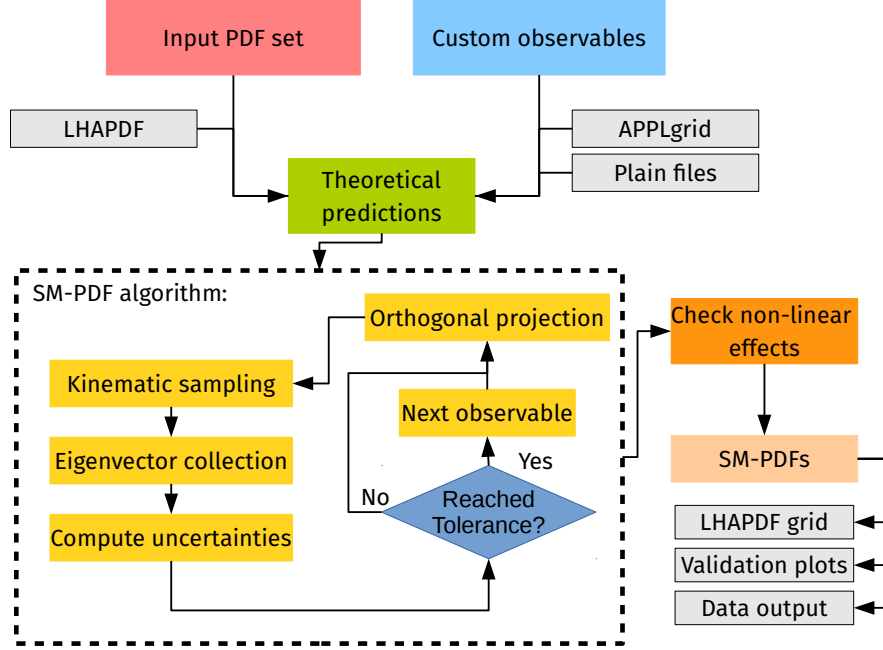 Input PDF set
Custom observables
LHAPDF
APPLgrid
Plain files
Theoretical
predictions
SM-PDF algorithm:
Orthogonal projection
Check non-linear
effects
Kinematic sampling
Next observable
Eigenvector collection
Yes
SM-PDFs
No
Reached
Tolerance?
LHAPDF grid
Compute uncertainties
Validation plots
Data output